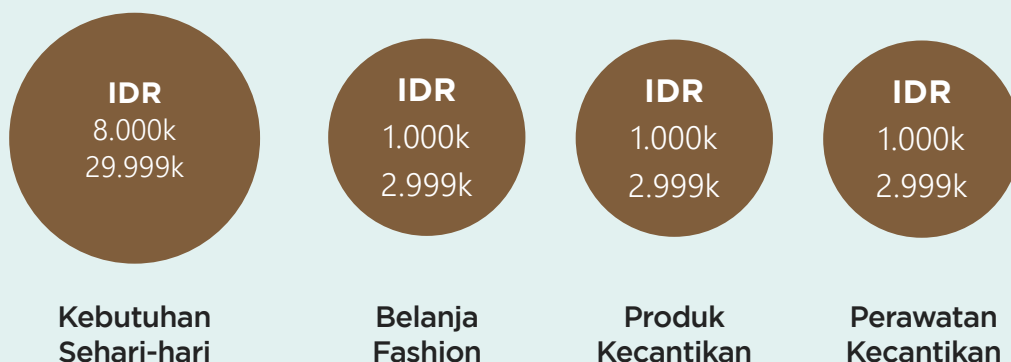 IDR
8.000k
29.999k
IDR
1.000k
2.999k
IDR
1.000k
2.999k
IDR
1.000k
2.999k
Kebutuhan
Sehari-hari
Belanja
Fashion
Produk
Kecantikan
Perawatan
Kecantikan